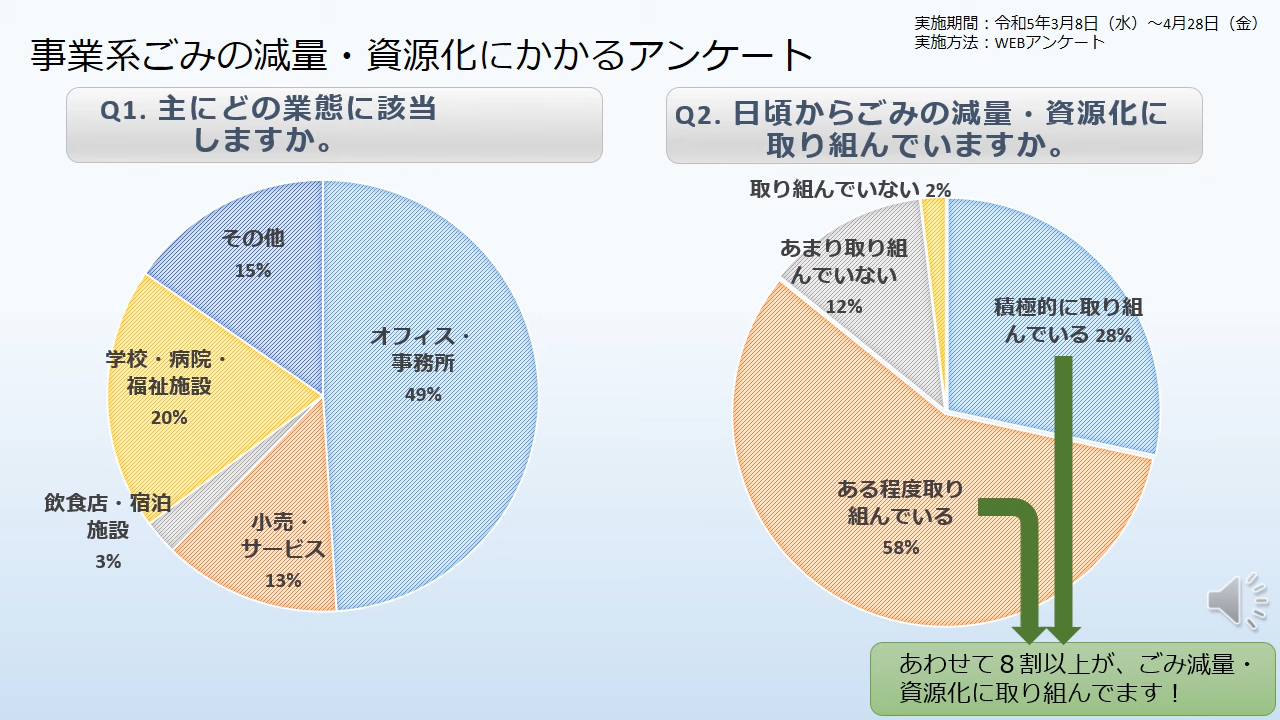 実施期間：令和5年3月8日（水）～4月28日（金）
実施方法：WEBアンケート
事業系ごみの減量・資源化にかかるアンケート
Q1. 主にどの業態に該当
しますか。
その他
15%
オフィス・
事務所
49%
学校・病院・
福祉施設
20%
飲食店・宿泊
施設
3%
小売・
サービス
13%
Q2. 日頃からごみの減量・資源化に
取り組んでいますか。
取り組んでいない 2%
あまり取り組
んでいない
12%
積極的に取り組
んでいる 28%
ある程度取り
組んでいる
58%
あわせて８割以上が、ごみ減量・
資源化に取り組んでます！